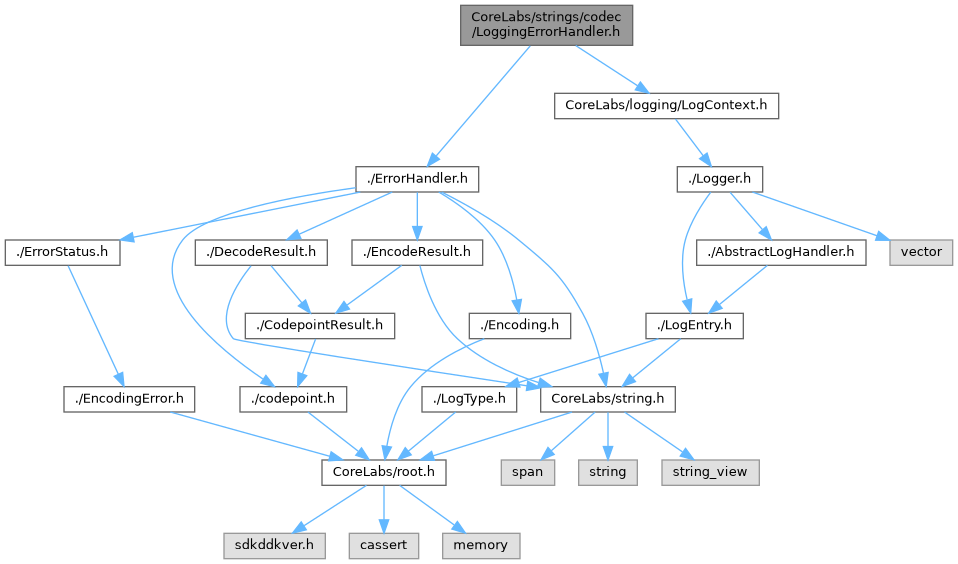 CoreLabs/strings/codec
/LoggingErrorHandler.h
CoreLabs/logging/LogContext.h
./ErrorHandler.h
./Logger.h
./ErrorStatus.h
./DecodeResult.h
./EncodeResult.h
./AbstractLogHandler.h
vector
./CodepointResult.h
./Encoding.h
./LogEntry.h
./EncodingError.h
./codepoint.h
./LogType.h
CoreLabs/string.h
CoreLabs/root.h
span
string
string_view
sdkddkver.h
cassert
memory